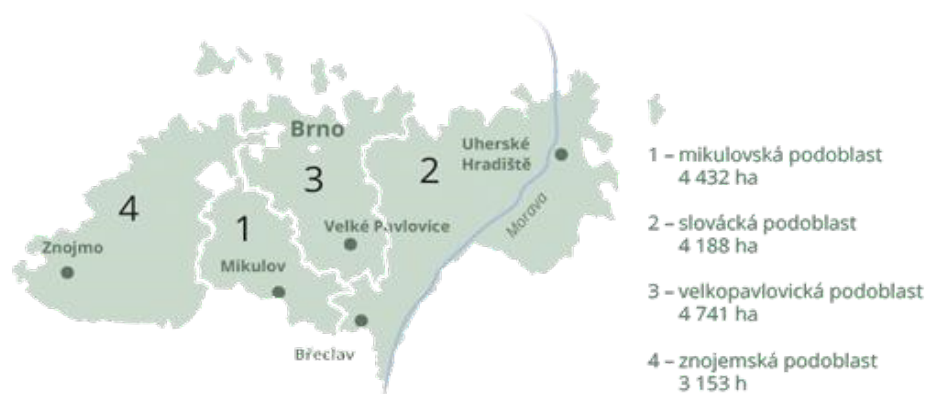 Brno
Uherské
Hradiště
3
2
4
Morava
1
Velké Pavlovice
Znojmo
Mikulov
Břeclav
1 – mikulovská podoblast
4 432 ha
2 – slovácká podoblast
4 188 ha
3 – velkopavlovická podoblast
4 741 ha
4 – znojemská podoblast
3 153 h